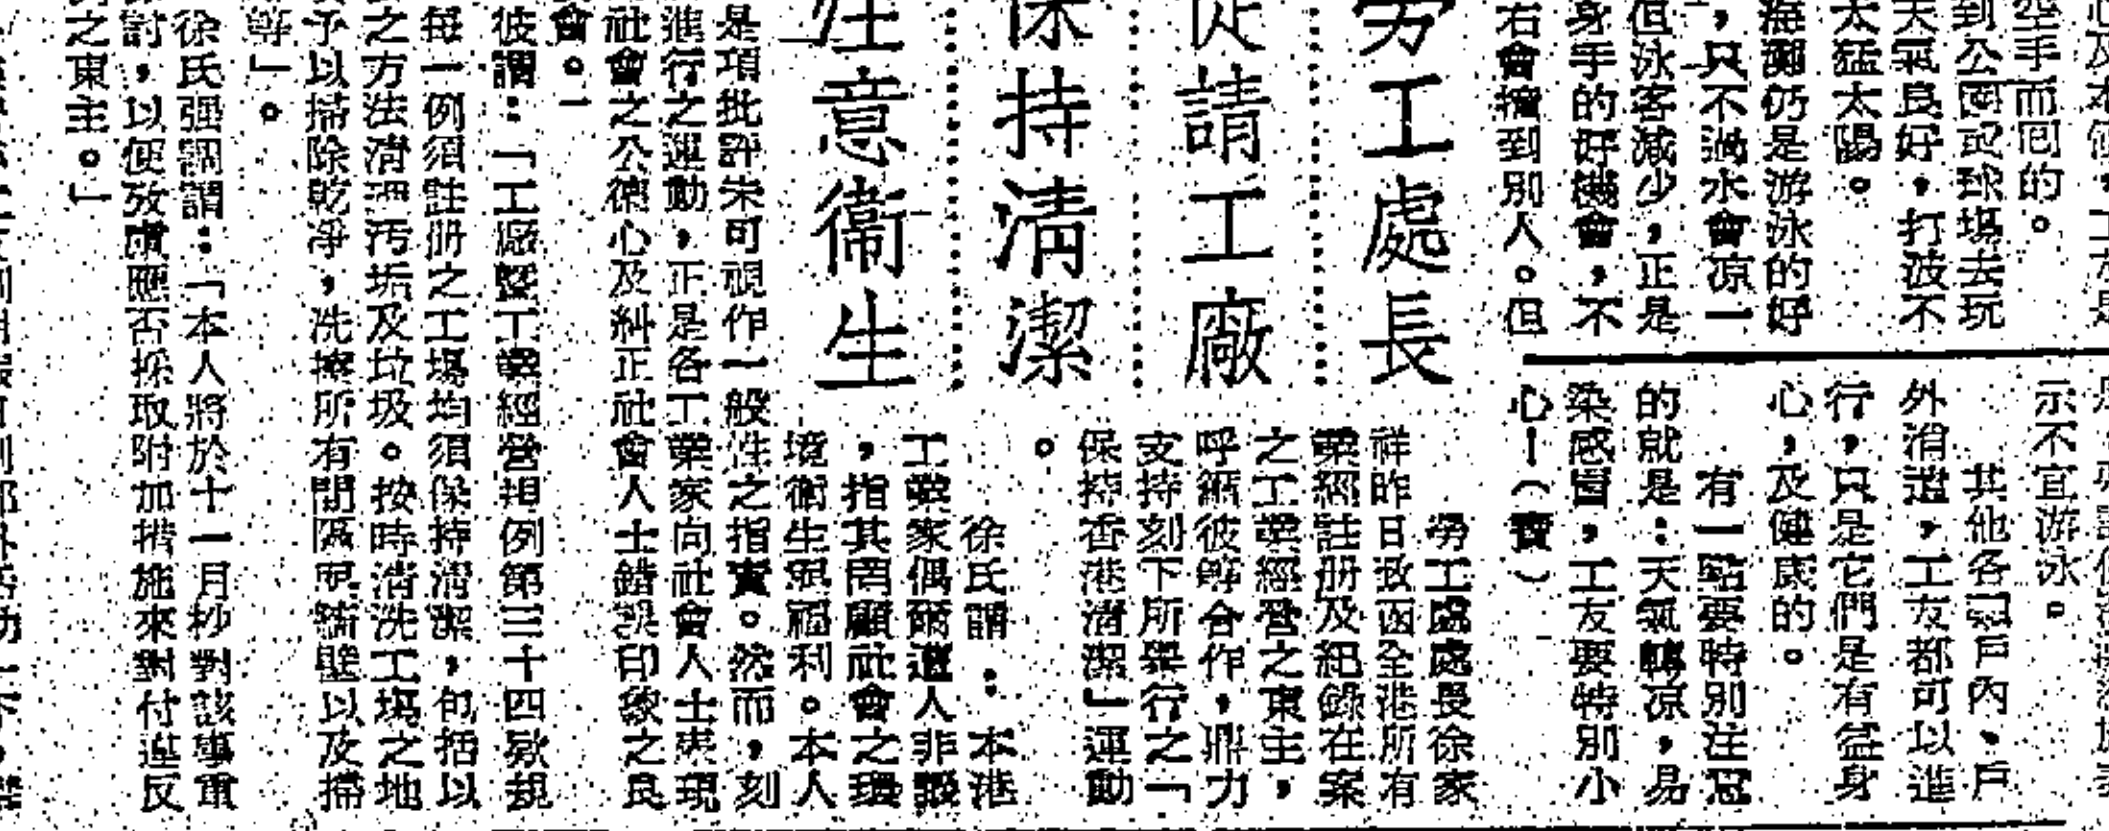 空手而回的。
到公園或球場去玩
天氣良好，打波不
太猛太陽。
海灘仍是游泳的好
，只不過水會凉一
但泳客減少，正是
身手的好機會，不
右會撞到別人。但
示不宜游泳。
其他各項戶內、戶
外消遣，工友都可以進
行，只是它們是有益身
心，及健康的。
有一點要特別注意
的就是：天氣轉凉，易
染感冒，工友要特別小
心！（寶）
勞工處長
促請工廠
保持清潔
注意衞生
勞工處處長徐家
祥昨日致函全港所有
業經註册及紀錄在案
之工業經營之東主，
呼籲彼等合作，鼎力
支持刻下所舉行之「
保持香港清潔」運動
。
徐氏謂：本港
工業家偶爾遭人非議
，指其罔顧社會之環
境衞生與福利。本人
是項批評未可視作一般性之指責。然而，刻
進行之運動，正是各工業家向社會人士表現
社會之公德心及糾正社會人士錯誤印象之良
會。
彼謂：「工廠暨工業經營規例第三十四欵規
每一例須註册之工場均須保持清潔，包括以
之方法清理汚垢及垃圾。按時清洗工場之地
予以掃除乾凈，洗擦所有間隔與牆壁以及掃
等」。
徐氏强調謂：「本人將於十一月杪對該事重
討，以便攷慮應否採取附加措施來對付違反
之東主。」